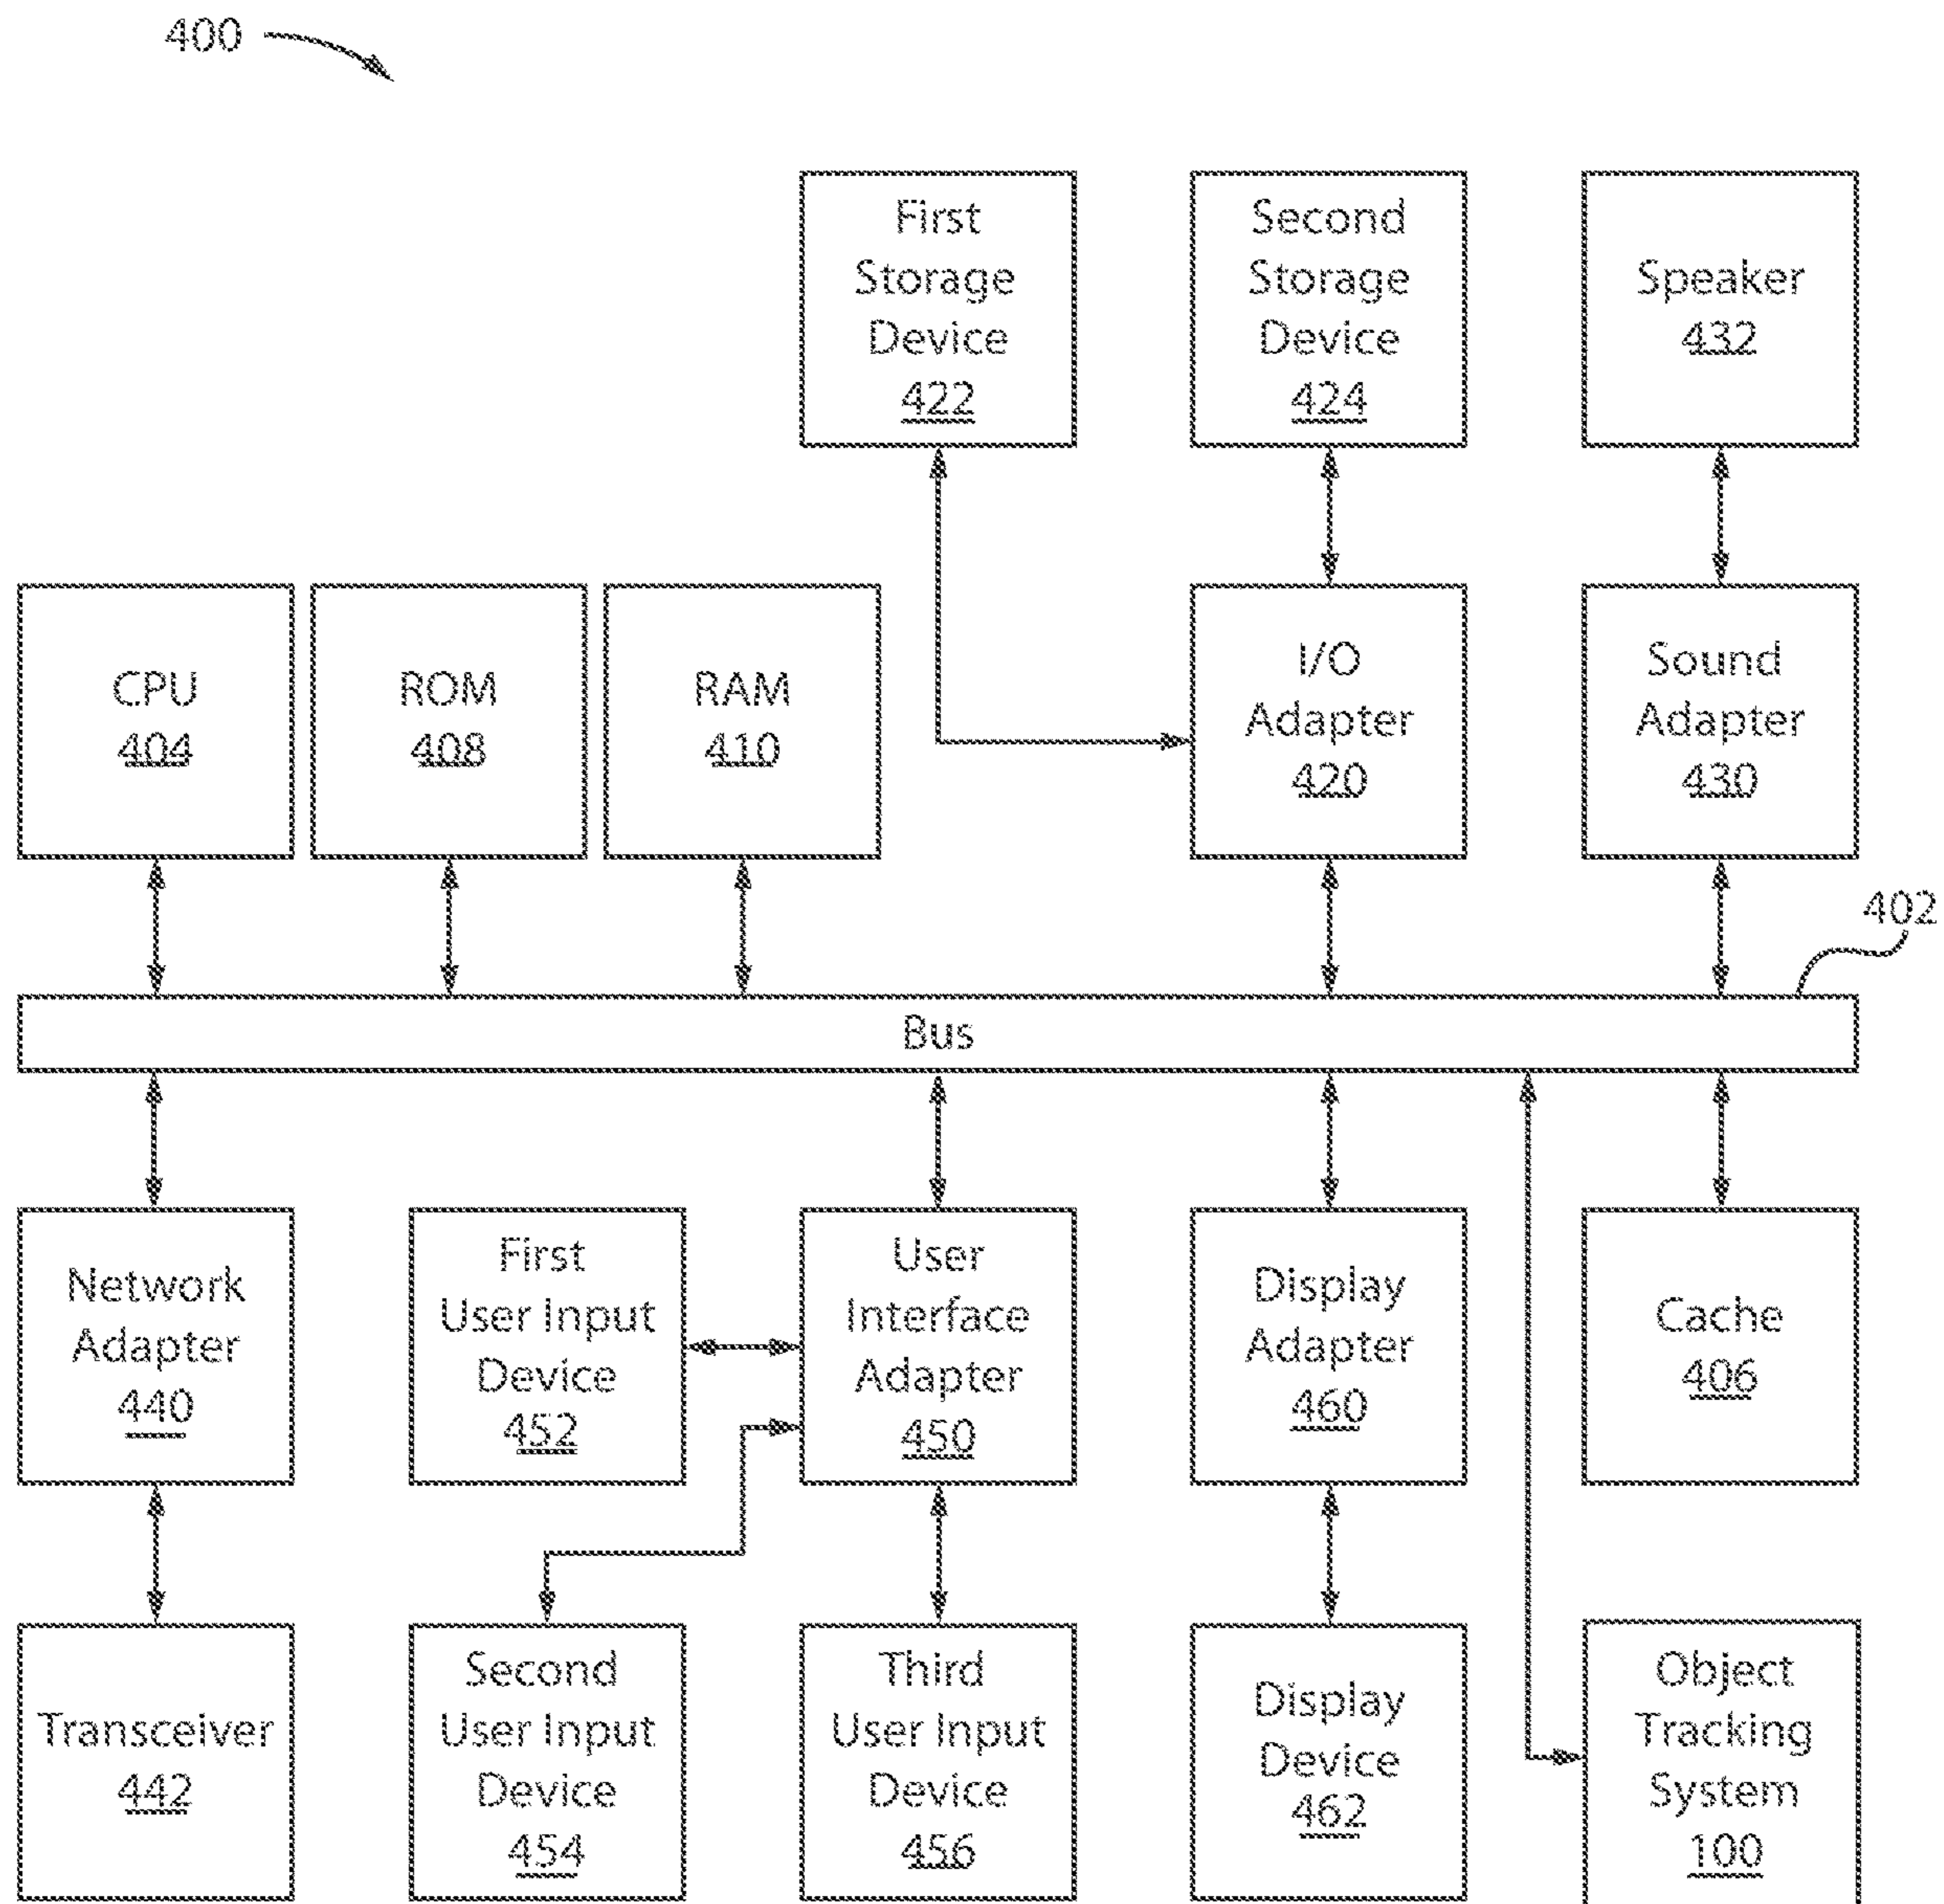 400
First
Storage
Device
422
Second
Storage
Device
424
Speaker
432
CPU
404
ROM
408
RAM
410
I/O
Adapter
420
Sound
Adapter
430
402
Bus
Network
Adapter
440
First
User Input
Device
452
User
Interface
Adapter
450
Display
Adapter
460
Cache
406
Transceiver
442
Second
User Input
Device
454
Third
User Input
Device
456
Display
Device
462
Object
Tracking
System
100